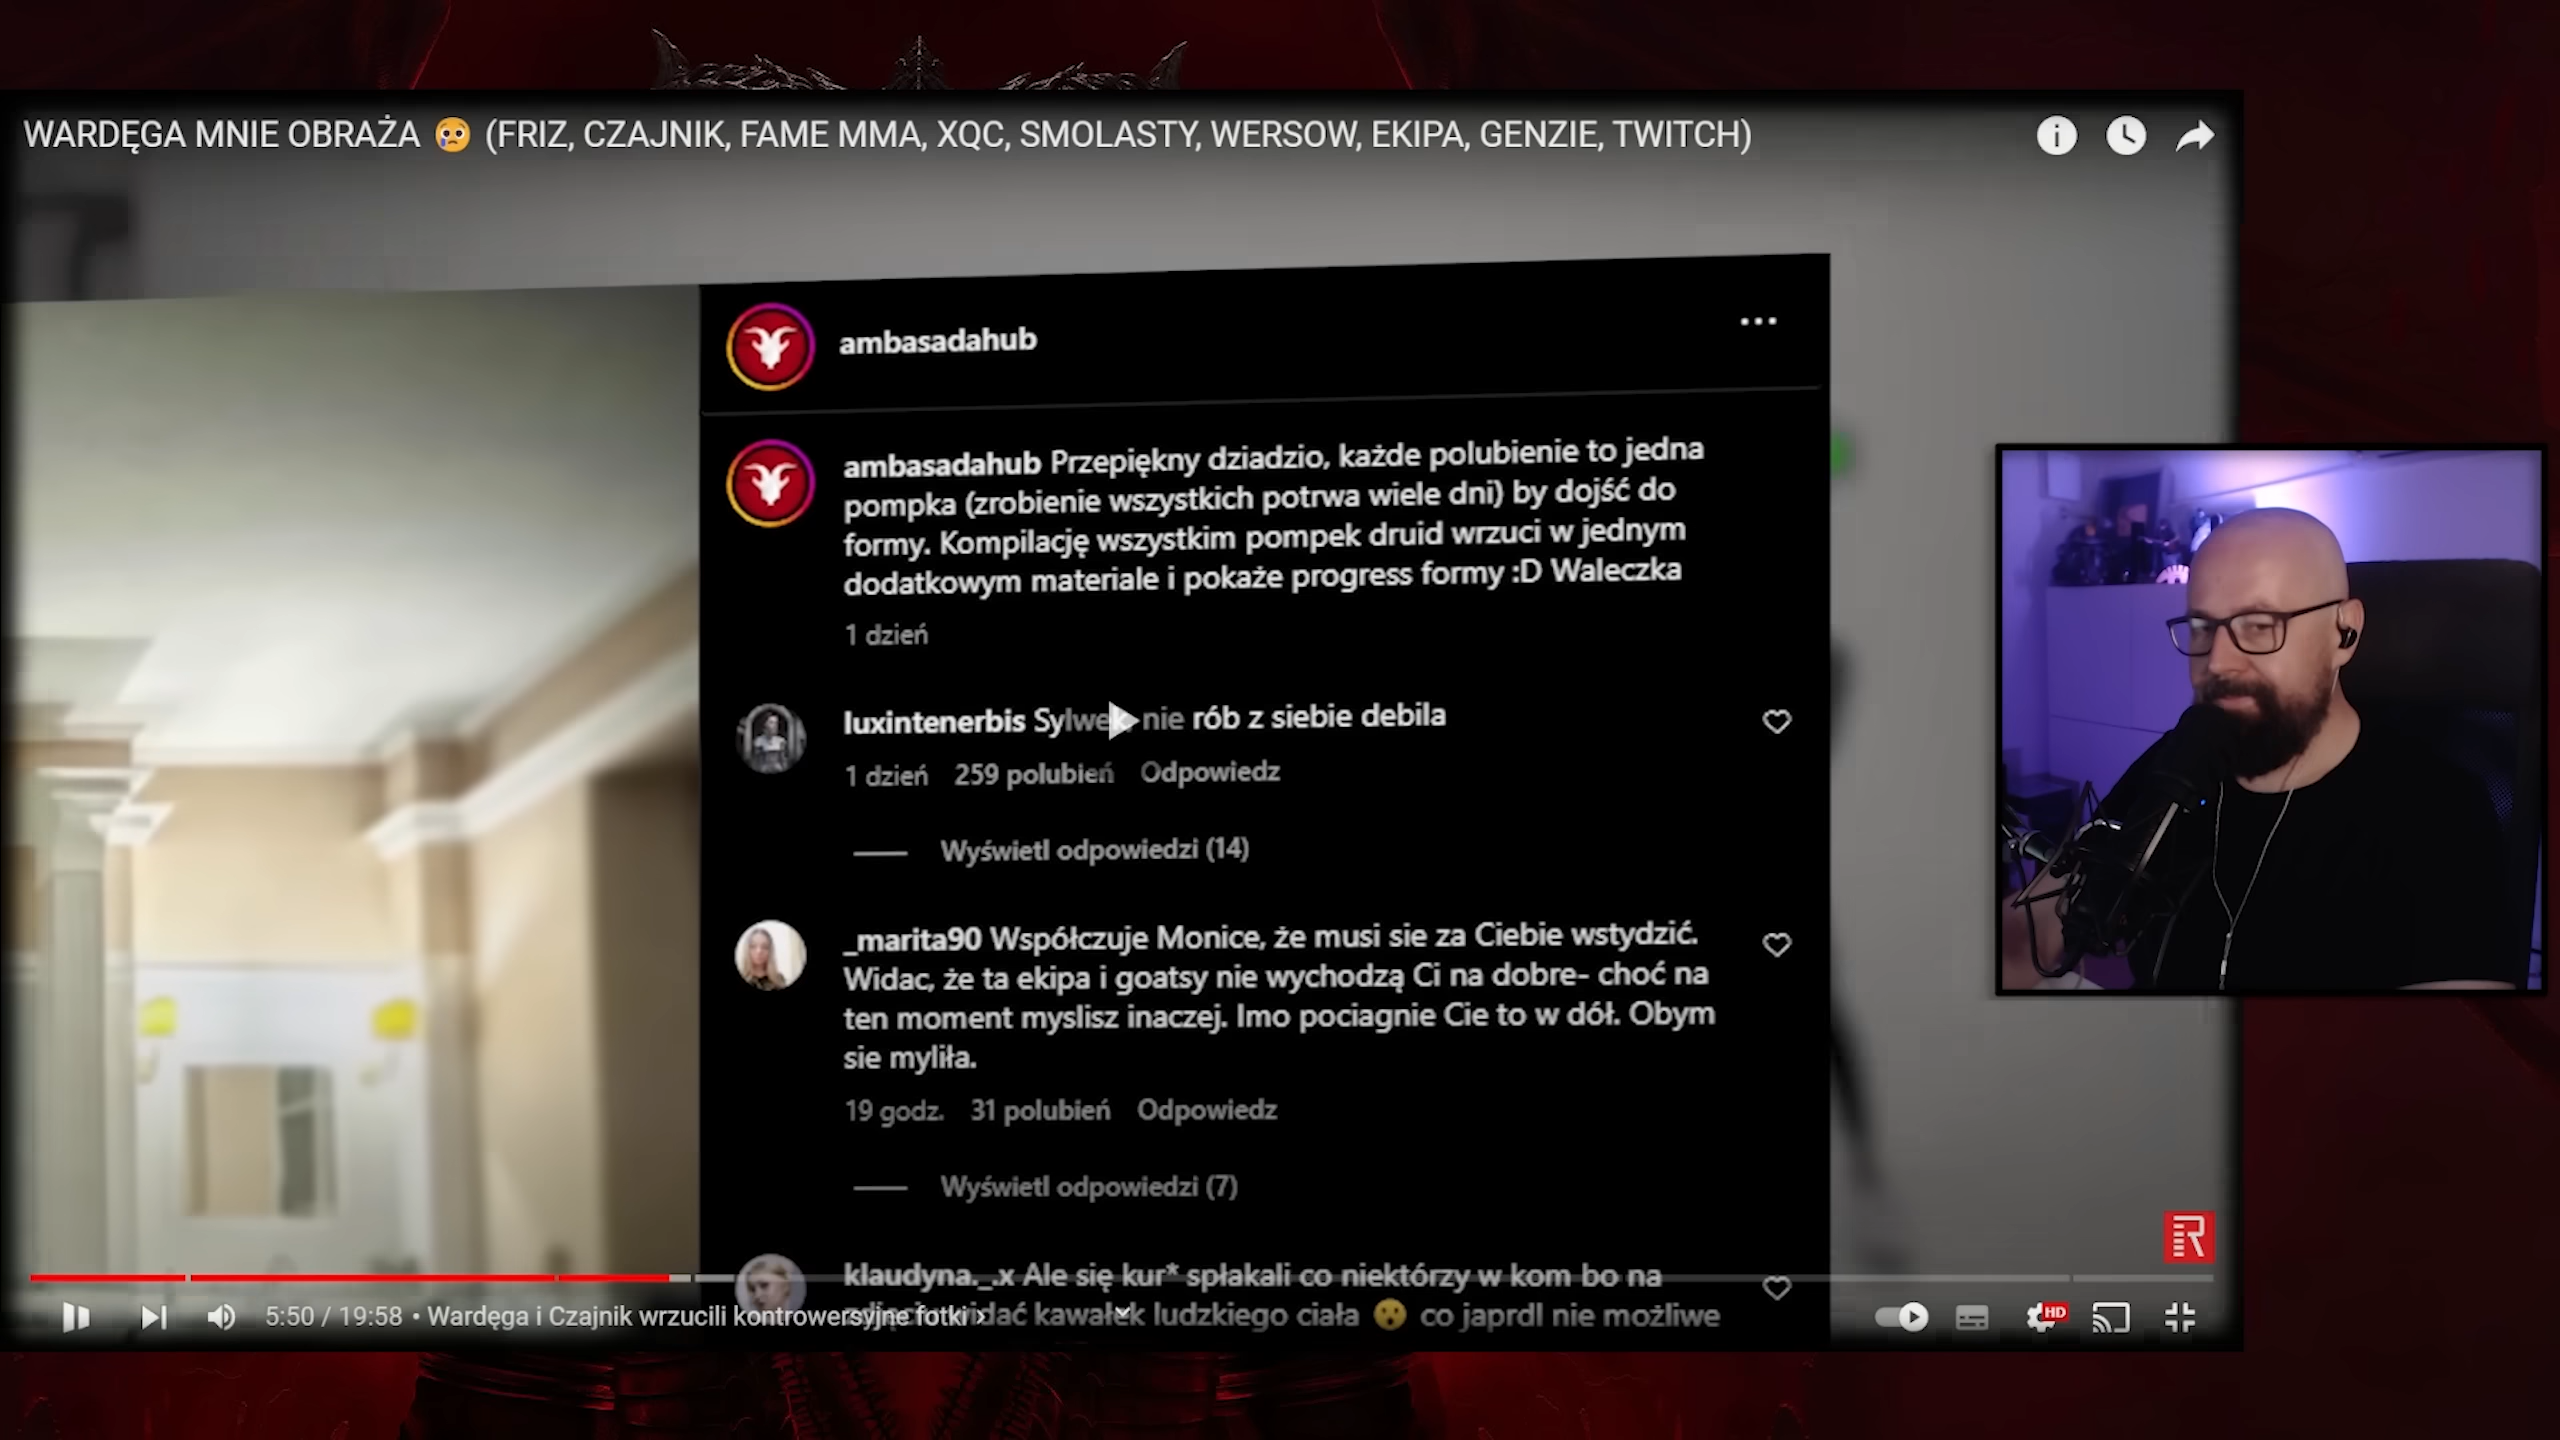 WARDĘGA MNIE OBRAŻA 😢 (FRIZ, CZAJNIK, FAME MMA, XQC, SMOLASTY, WERSOW, EKIPA, GENZIE, TWITCH)
ambasadahub
ambasadahub Przepiękny dziadzio, każde polubienie to jedna
pompka (zrobienie wszystkich potrwa wiele dni) by dojść do
formy. Kompilację wszystkim pompek druid wrzuci w jednym
dodatkowym materiale i pokaże progress formy :D Waleczka
1 dzień
luxintenerbis Sylwek nie rób z siebie debila
1 dzień 259 polubień Odpowiedz
Wyświetl odpowiedzi (14)
_marita90 Współczuje Monice, że musi sie za Ciebie wstydzić.
Widac, że ta ekipa i goatsy nie wychodzą Ci na dobre- choć na
ten moment myslisz inaczej. Imo pociagnie Cie to w dół. Obym
sie myliła.
19 godz. 31 polubień Odpowiedz
Wyświetl odpowiedzi (7)
klaudyna._.x Ale się kur* spłakali co niektórzy w kom bo na
widać kawałek ludzkiego ciała 😮 co japrdl nie możliwe
5:50 / 19:58 • Wardęga i Czajnik wrzucili kontrowersyjne fotki ›
HD
R